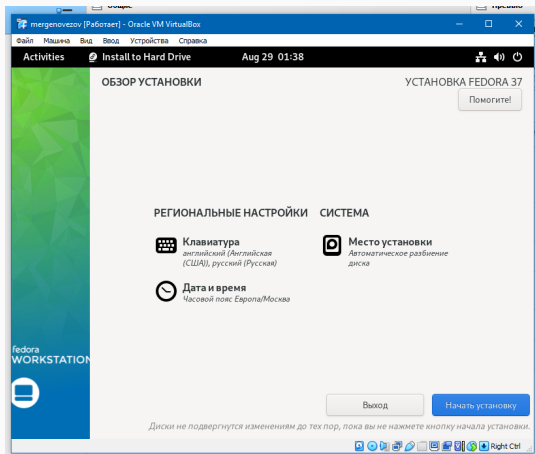 mergenovezov [Работает] - Oracle VM VirtualBox
Файл Машина Вид Ввод Устройства Справка
Activities Install to Hard Drive Aug 29 01:38
ОБЗОР УСТАНОВКИ
УСТАНОВКА FEDORA 37
Помогите!
РЕГИОНАЛЬНЫЕ НАСТРОЙКИ
СИСТЕМА
Клавиатура
английский (Английская
(США)), русский (Русская)
Место установки
Автоматическое разбиение
диска
Дата и время
Часовой пояс Европа/Москва
fedora
WORKSTATION
Выход
Начать установку
Диски не подвергнутся изменениям до тех пор, пока вы не нажмете кнопку начала установки.
Right Ctrl